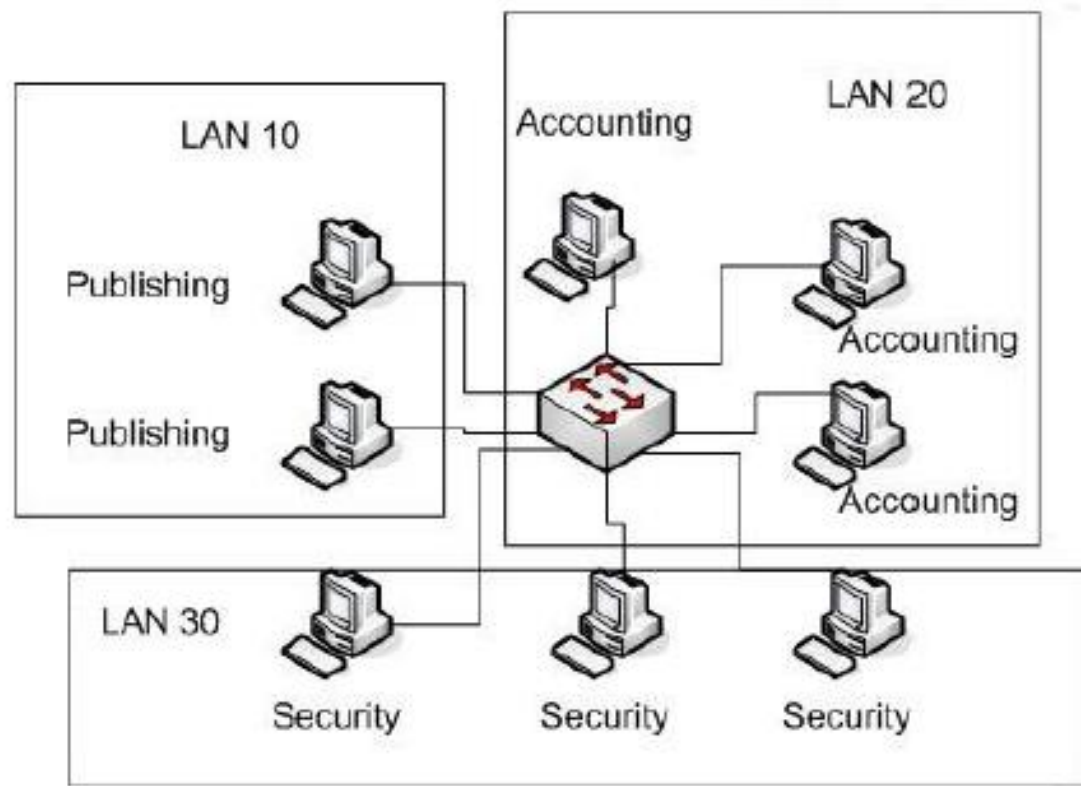 LAN 10
Publishing
Publishing
LAN 20
Accounting
Accounting
Accounting
LAN 30
Security
Security
Security